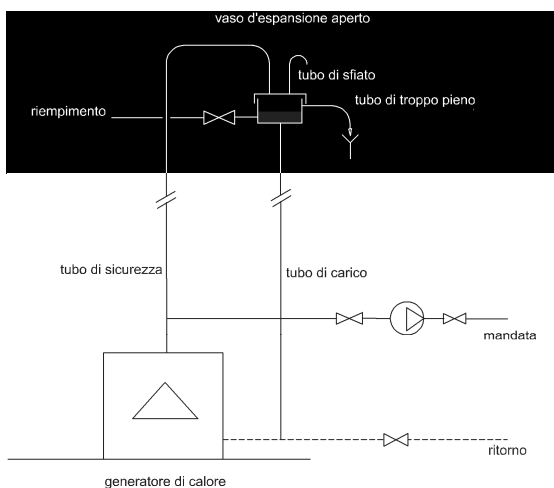 vaso d'espansione aperto
tubo di sfiato
tubo di troppo pieno
riempimento
tubo di sicurezza
tubo di carico
mandata
ritorno
generatore di calore